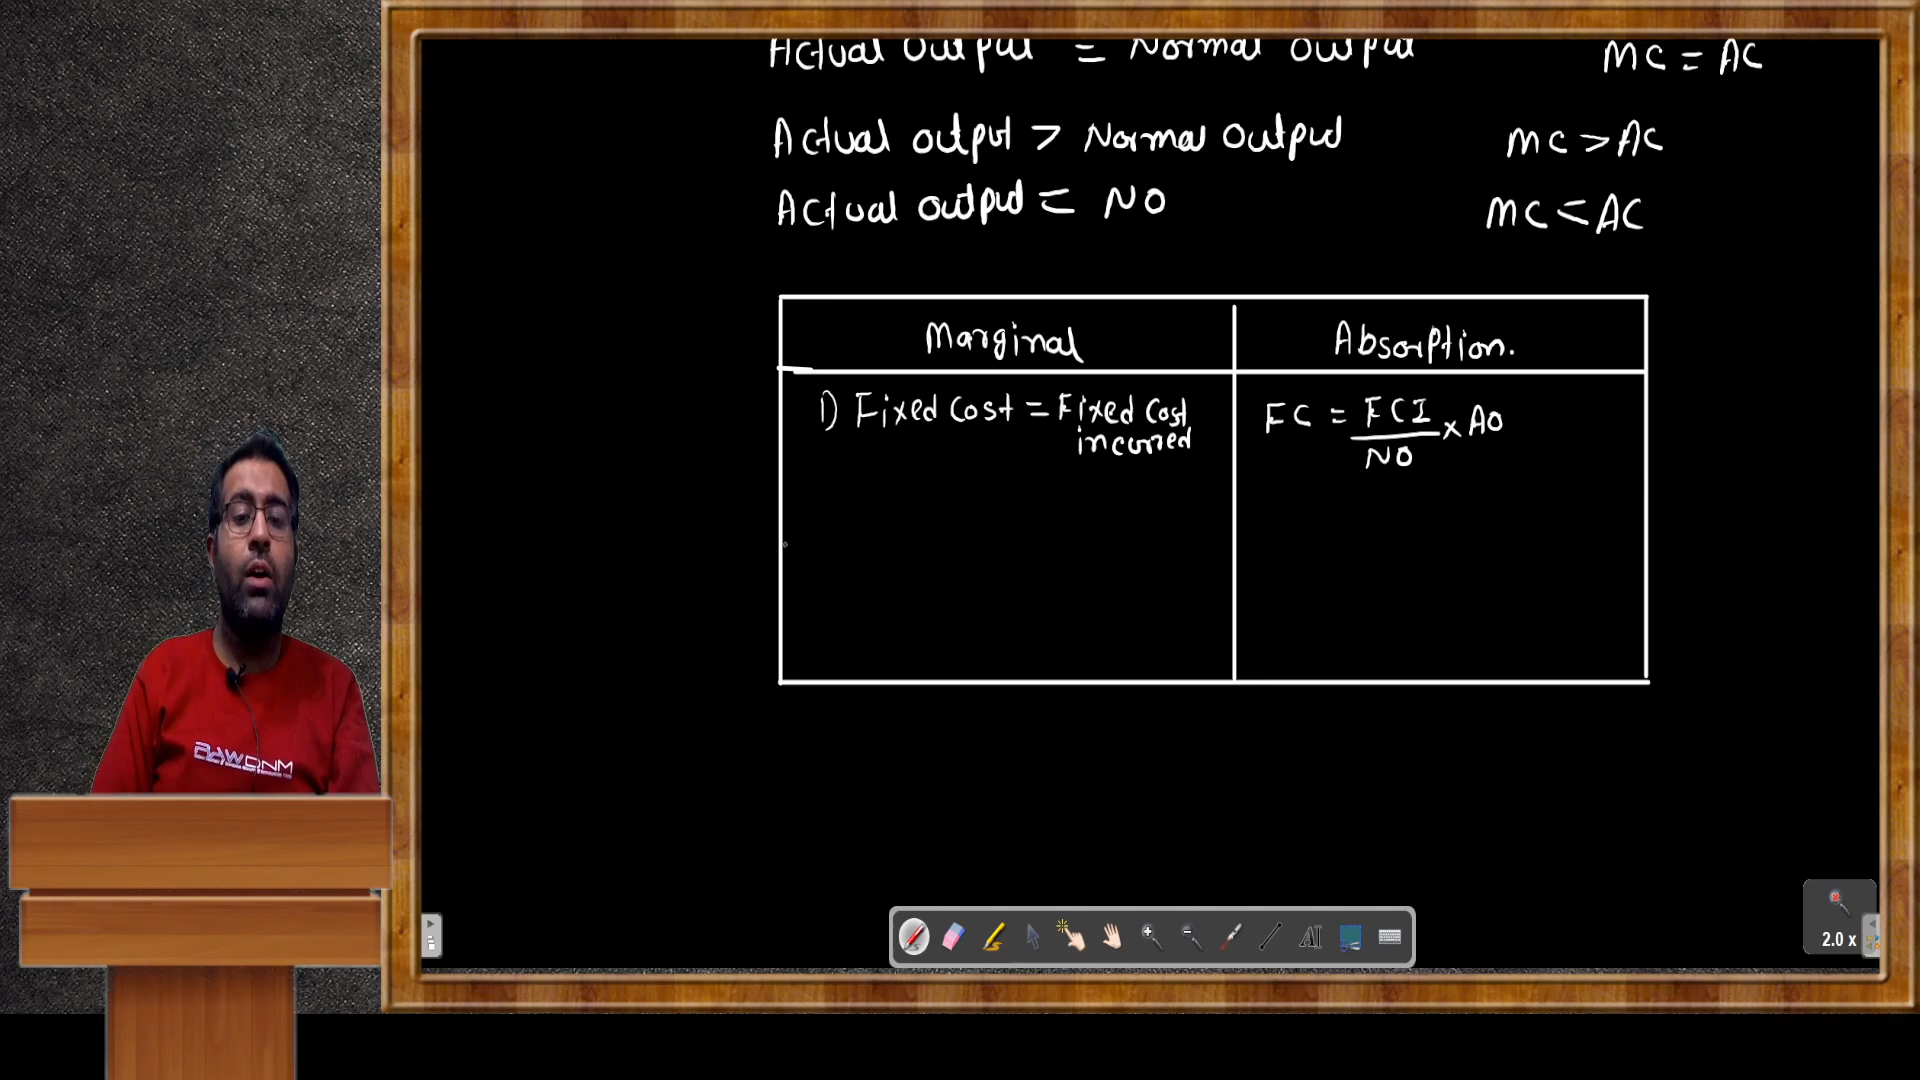 Actual output = Normal output MC = AC
Actual output > Normal output MC > AC
Actual output < NO MC < AC
Marginal Absorption.
1) Fixed Cost = Fixed Cost FC = FCI × AO
incurred NO
2.0 x